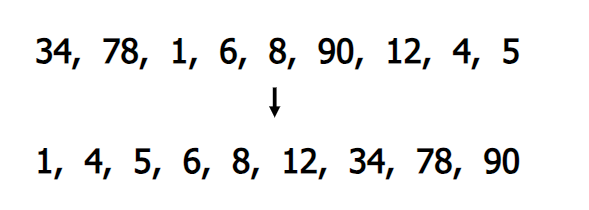 34, 78, 1, 6, 8, 90, 12, 4, 5
1, 4, 5, 6, 8, 12, 34, 78, 90